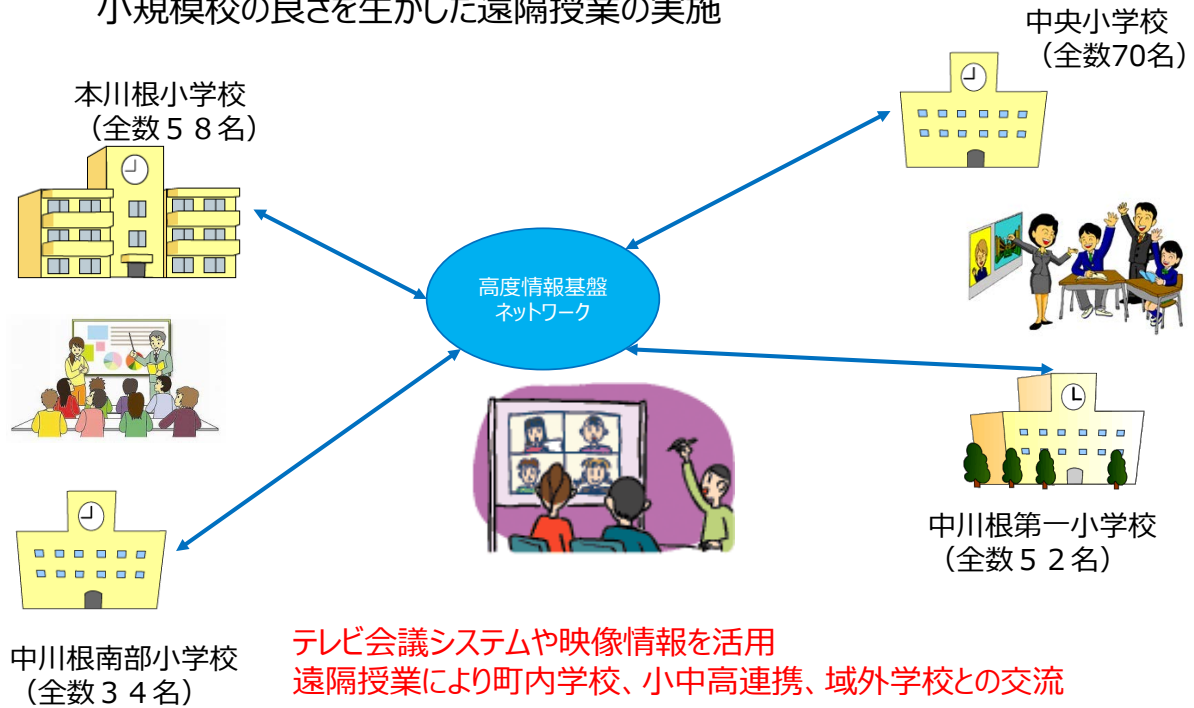 小規模校の良さを生かした遠隔授業の実施
中央小学校
（全数70名）
本川根小学校
（全数５８名）
高度情報基盤
ネットワーク
中川根第一小学校
（全数５２名）
中川根南部小学校
（全数３４名）
テレビ会議システムや映像情報を活用
遠隔授業により町内学校、小中高連携、域外学校との交流